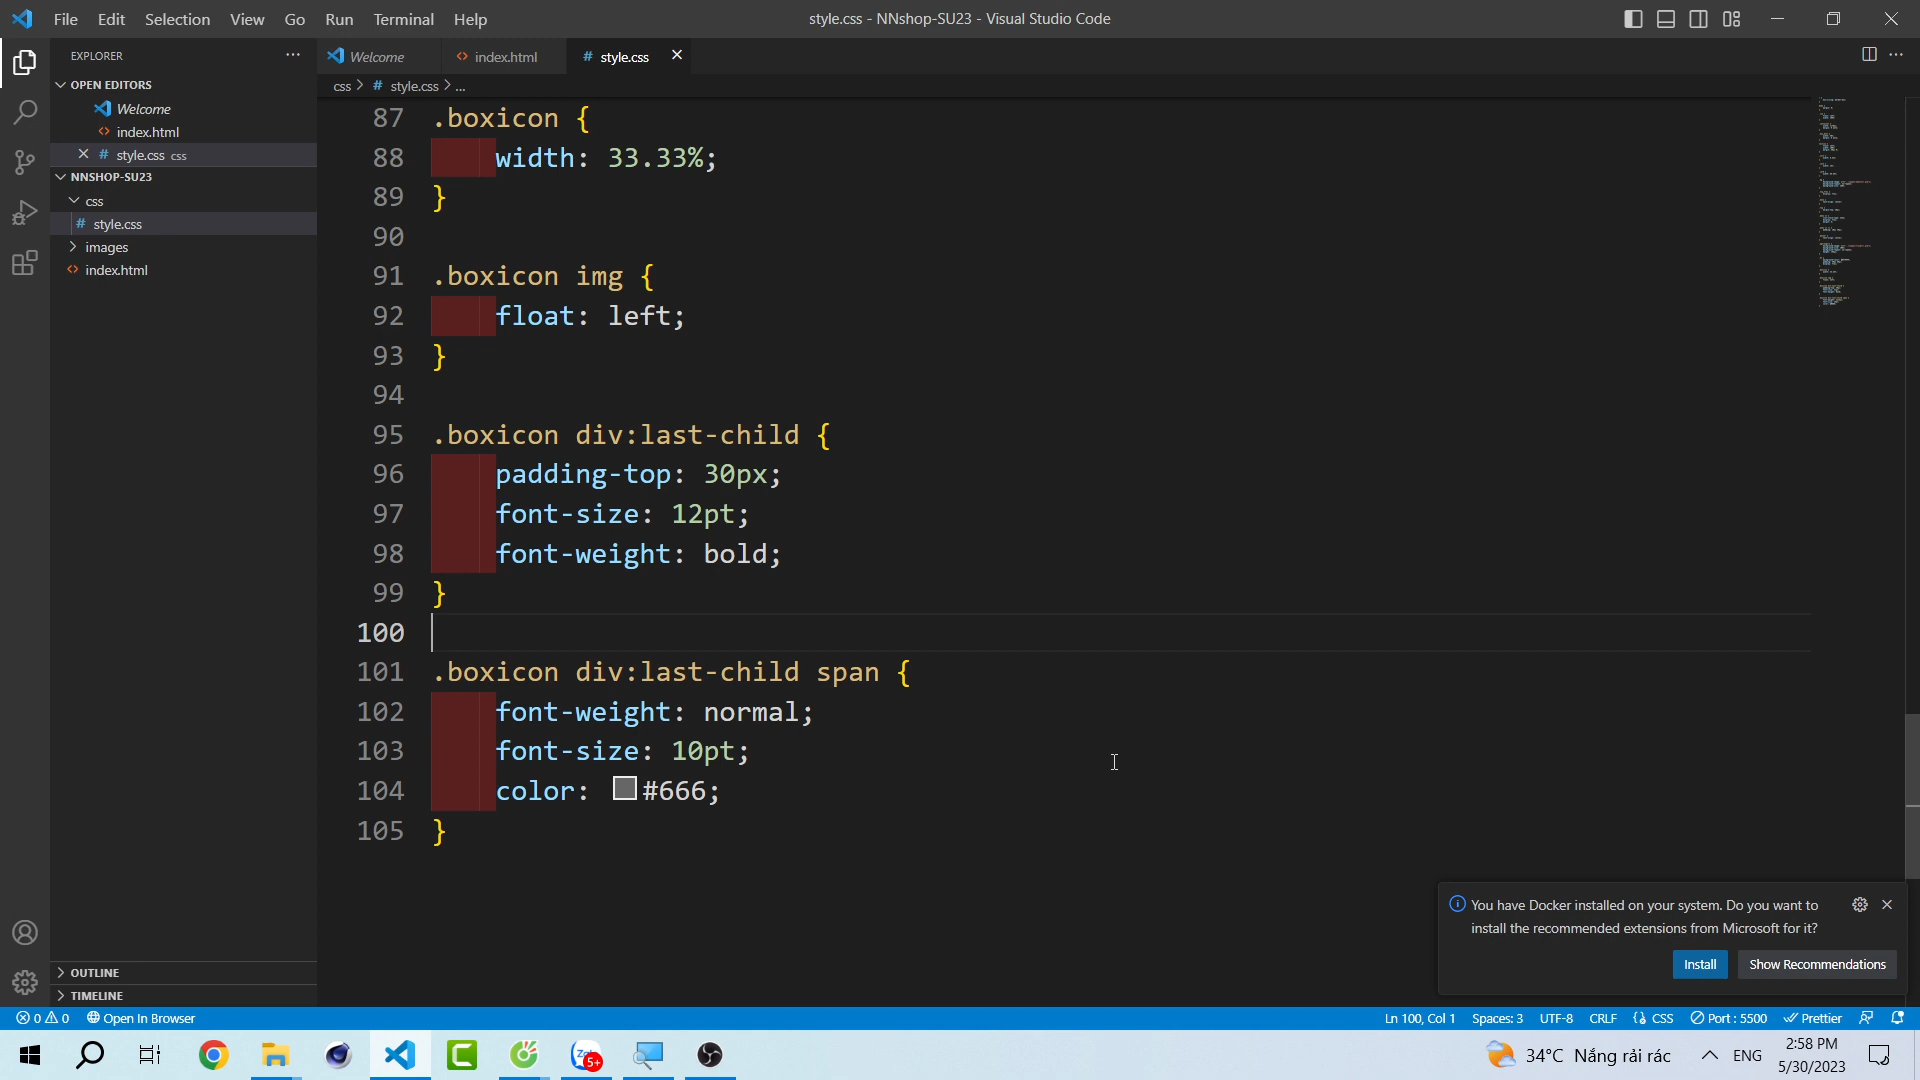 File Edit Selection View Go Run Terminal Help
style.css - NNshop-SU23 - Visual Studio Code
EXPLORER
OPEN EDITORS
Welcome
index.html
style.css css
NNSHOP-SU23
css
style.css
images
index.html
OUTLINE
TIMELINE
Welcome index.html style.css
css > # style.css > ...
87 .boxicon {
88 width: 33.33%;
89 }
90
91 .boxicon img {
92 float: left;
93 }
94
95 .boxicon div:last-child {
96 padding-top: 30px;
97 font-size: 12pt;
98 font-weight: bold;
99 }
100
101 .boxicon div:last-child span {
102 font-weight: normal;
103 font-size: 10pt;
104 color: #666;
105 }
You have Docker installed on your system. Do you want to
install the recommended extensions from Microsoft for it?
Install Show Recommendations
0 0 Open In Browser
Ln 100, Col 1 Spaces: 3 UTF-8 CRLF {} CSS Port : 5500 Prettier
5+
34°C Nắng rải rác ENG
2:58 PM
5/30/2023